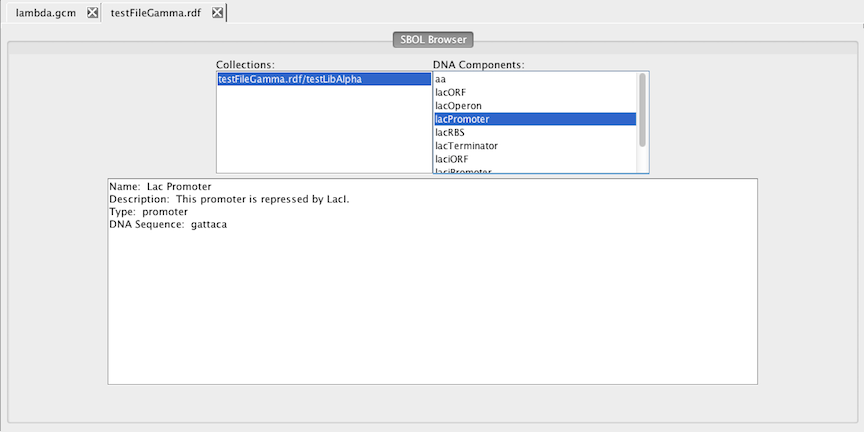 lambda.gcm
testFileGamma.rdf
SBOL Browser
Collections:
testFileGamma.rdf/testLibAlpha
DNA Components:
aa
lacORF
lacOperon
lacPromoter
lacRBS
lacTerminator
laciORF
laciPromoter
Name: Lac Promoter
Description: This promoter is repressed by LacI.
Type: promoter
DNA Sequence: gattaca